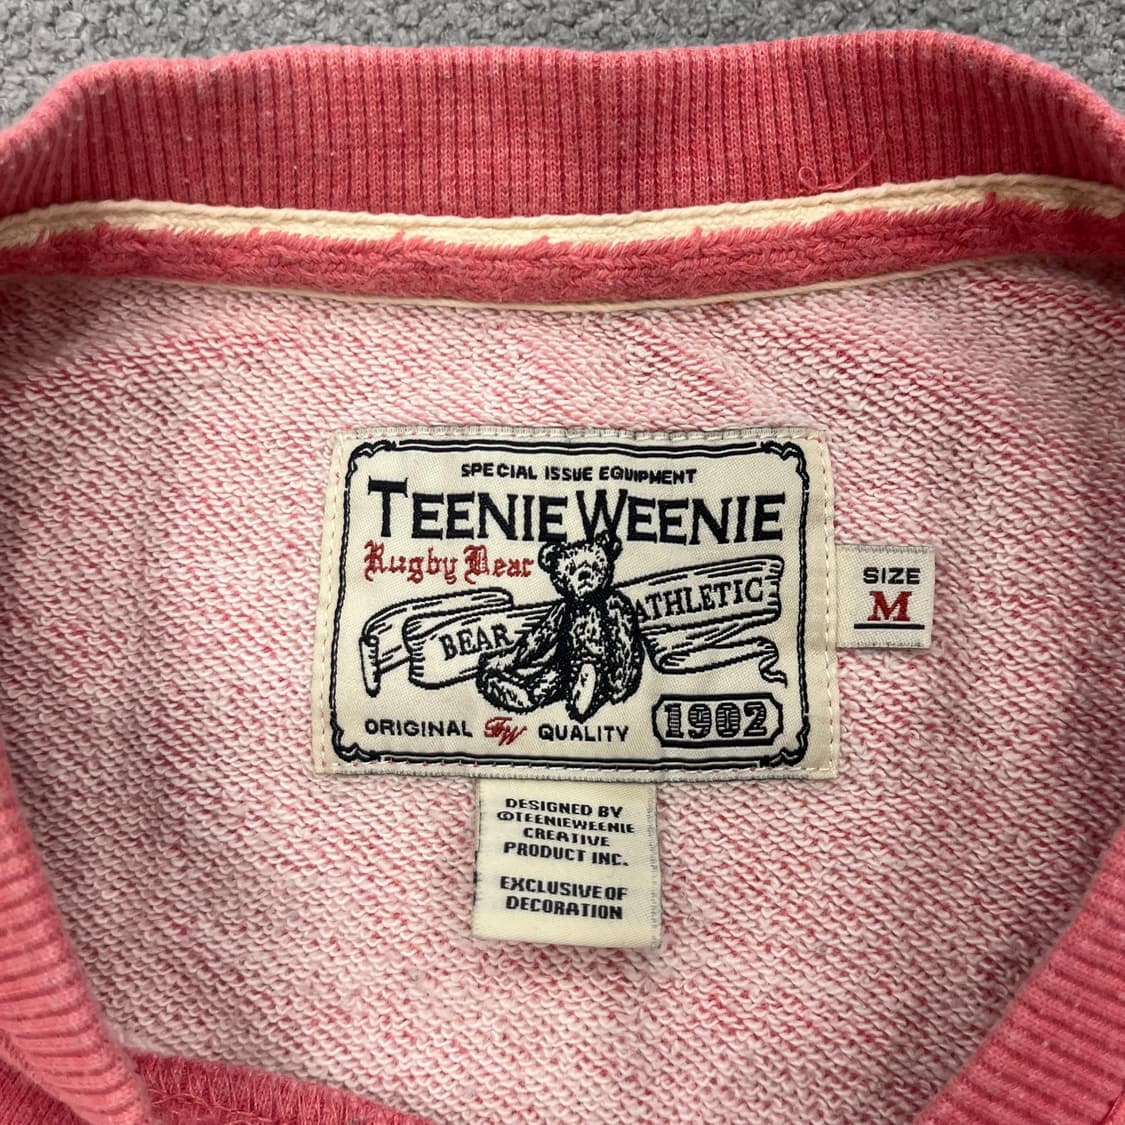 SPECIAL ISSUE EQUIPMENT
TEENIE WEENIE
Rugby Bear
BEAR ATHLETIC
ORIGINAL TW QUALITY
1902
SIZE
M
DESIGNED BY
@TEENIEWEENIE
CREATIVE
PRODUCT INC.
EXCLUSIVE OF
DECORATION